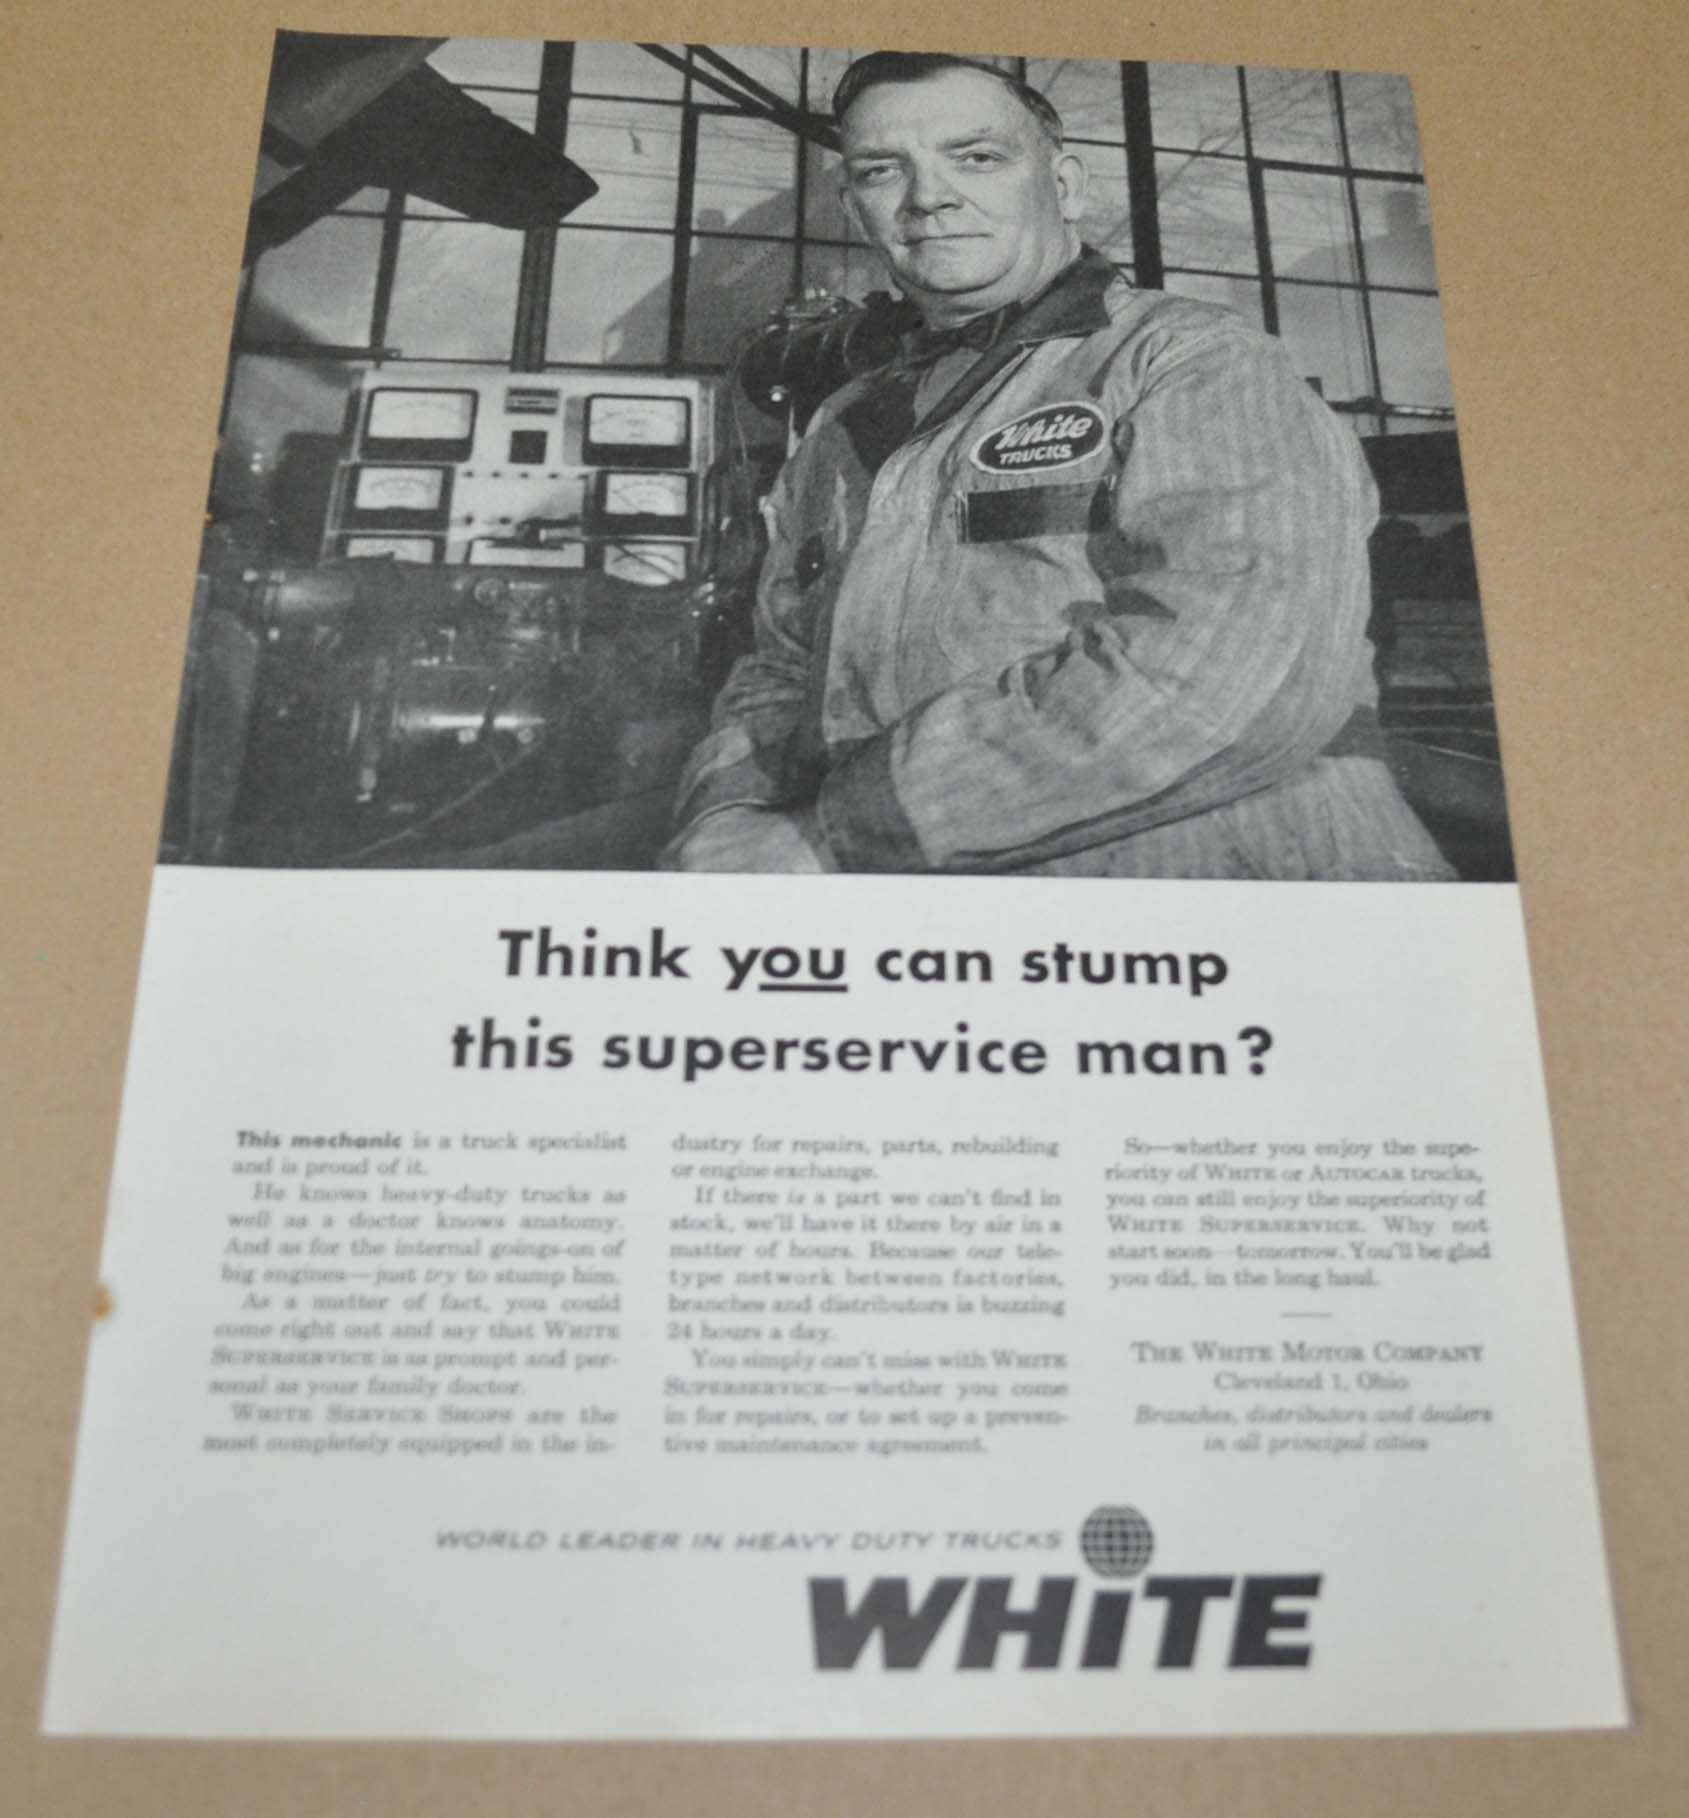 White
TRUCKS
Think you can stump
this superservice man?
This mechanic is a truck specialist
and is proud of it.
He knows heavy-duty trucks as
well as a doctor knows anatomy.
And as for the internal goings-on of
big engines—just try to stump him.
As a matter of fact, you could
come right out and say that WHITE
SUPERSERVICE is as prompt and per-
sonal as your family doctor.
WHITE SERVICE SHOPS are the
most completely equipped in the in-
dustry for repairs, parts, rebuilding
or engine exchange.
If there is a part we can't find in
stock, we'll have it there by air in a
matter of hours. Because our tele-
type network between factories,
branches and distributors is buzzing
24 hours a day.
You simply can't miss with WHITE
SUPERSERVICE—whether you come
in for repairs, or to set up a preven-
tive maintenance agreement.
So—whether you enjoy the supe-
riority of WHITE or AUTOCAR trucks,
you can still enjoy the superiority of
WHITE SUPERSERVICE. Why not
start soon—tomorrow. You'll be glad
you did, in the long haul.
THE WHITE MOTOR COMPANY
Cleveland 1, Ohio
Branches, distributors and dealers
in all principal cities
WORLD LEADER IN HEAVY DUTY TRUCKS
WHiTE